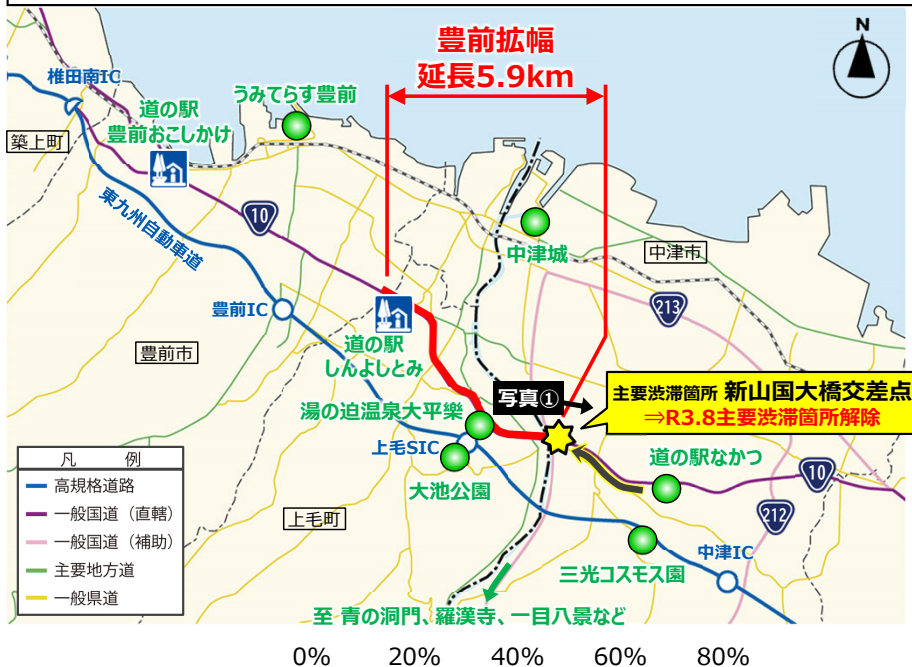 豊前拡幅
延長5.9km
N
椎田南IC
道の駅
豊前おこしかけ
うみてらす豊前
築上町
東九州自動車道
10
中津城
中津市
213
豊前IC
豊前市
道の駅
しんよしとみ
写真①
主要渋滞箇所 新山国大橋交差点
⇒R3.8主要渋滞箇所解除
湯の迫温泉大平樂
上毛SIC
大池公園
道の駅なかつ
10
212
上毛町
三光コスモス園
中津IC
凡 例
高規格道路
一般国道（直轄）
一般国道（補助）
主要地方道
一般県道
至 青の洞門、羅漢寺、一目八景など
0% 20% 40% 60% 80%